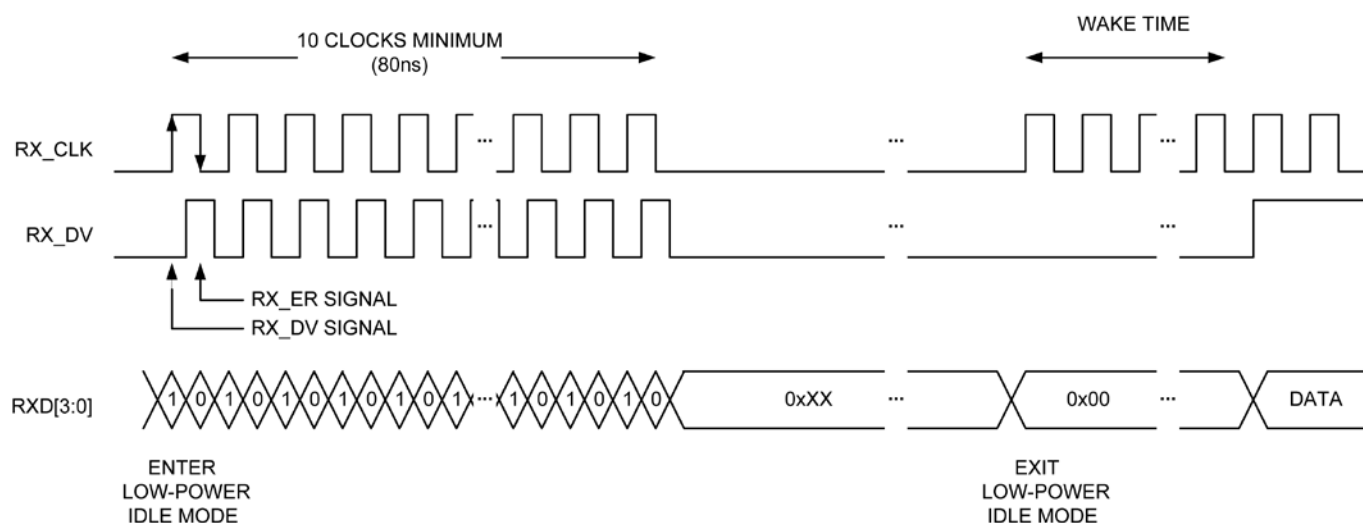 10 CLOCKS MINIMUM
(80ns)
WAKE TIME
RX_CLK
...
...
...
RX_DV
...
...
...
RX_ER SIGNAL
RX_DV SIGNAL
RXD[3:0]
1 0 1 0 1 0 1 0 1 0 1 ... 1 0 1 0 1 0 0xXX ... 0x00 ... DATA
ENTER
LOW-POWER
IDLE MODE
EXIT
LOW-POWER
IDLE MODE